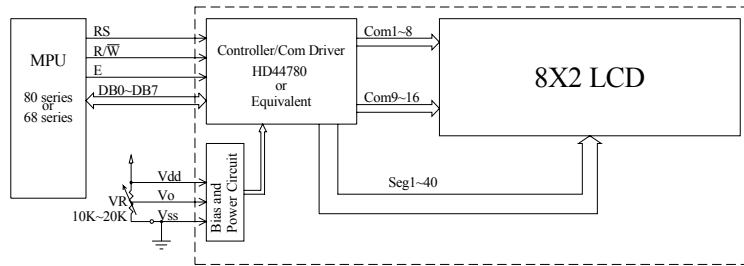 MPU
80 series
or
68 series
RS
R/W̅
E
DB0~DB7
Controller/Com Driver
HD44780
or
Equivalent
Com1~8
Com9~16
8X2 LCD
Seg1~40
Vdd
Vo
Vss
VR
10K~20K
Bias and
Power Circuit